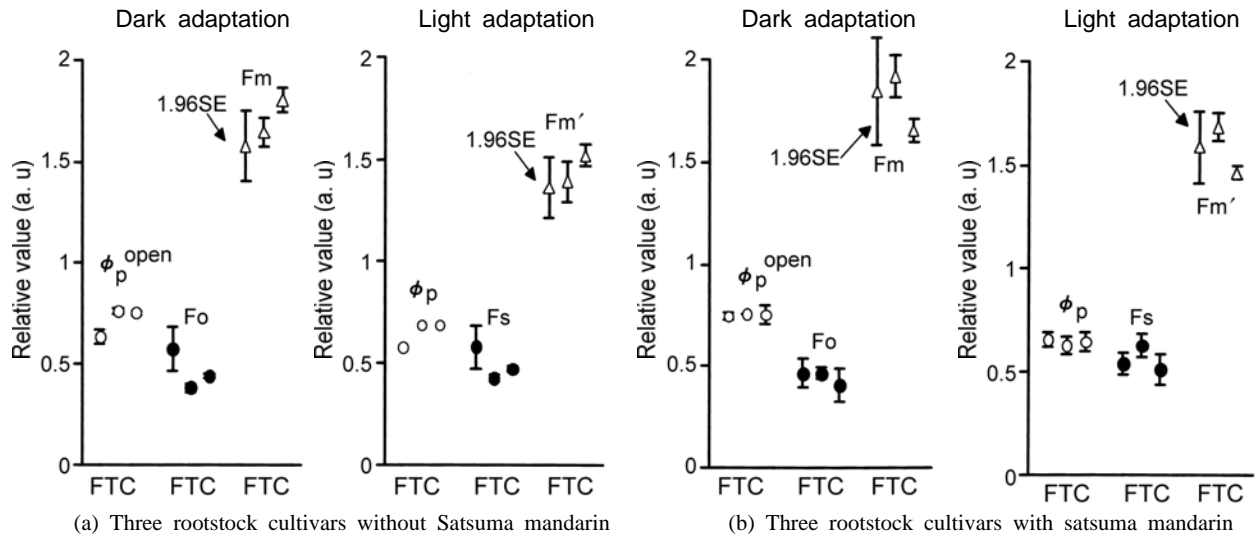 Dark adaptation
Light adaptation
Dark adaptation
Light adaptation
Relative value (a. u)
2
1.5
1
0.5
0
1.96SE
Fm
ϕp open
Fo
FTC FTC FTC
Relative value (a. u)
2
1.5
1
0.5
0
1.96SE
Fm′
ϕp
Fs
FTC FTC FTC
Relative value (a. u)
2
1.5
1
0.5
0
1.96SE
Fm
ϕp open
Fo
FTC FTC FTC
Relative value (a. u)
2
1.5
1
0.5
0
1.96SE
Fm′
ϕp
Fs
FTC FTC FTC
(a) Three rootstock cultivars without Satsuma mandarin
(b) Three rootstock cultivars with satsuma mandarin